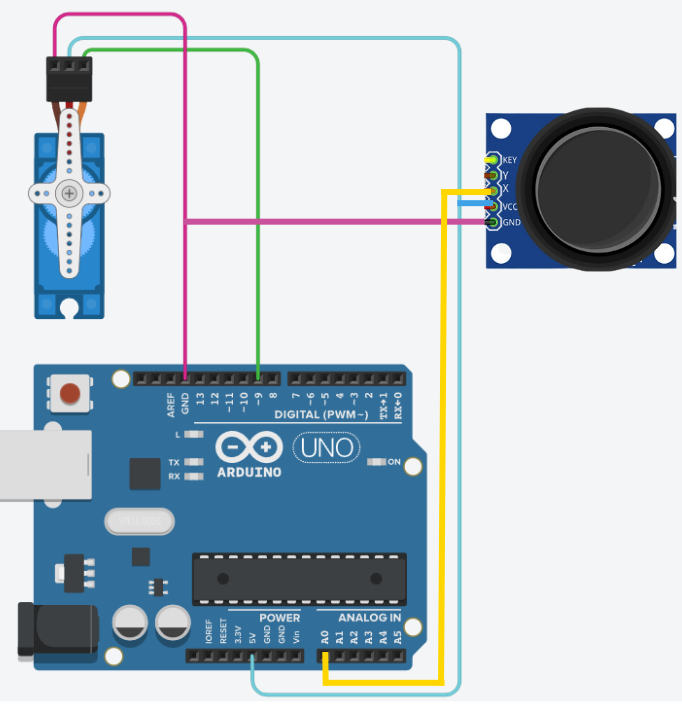 KEY
Y
X
VCC
GND
AREF
GND
13
12
~11
~10
~9
8
7
~6
~5
4
~3
2
TX→1
RX←0
DIGITAL (PWM~)
L
TX
RX
ARDUINO
UNO
ON
POWER
ANALOG IN
IOREF
RESET
3.3V
5V
GND
GND
Vin
A0
A1
A2
A3
A4
A5